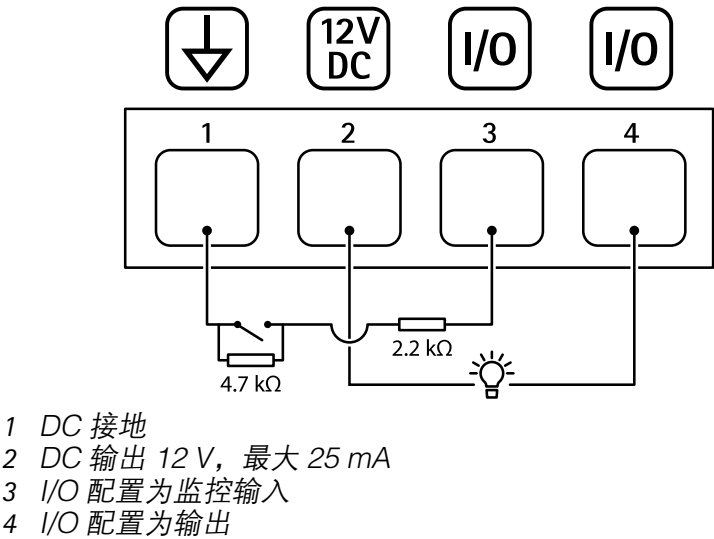 12V
DC
I/O
I/O
1
2
3
4
2.2 kΩ
4.7 kΩ
1 DC 接地
2 DC 输出 12 V，最大 25 mA
3 I/O 配置为监控输入
4 I/O 配置为输出